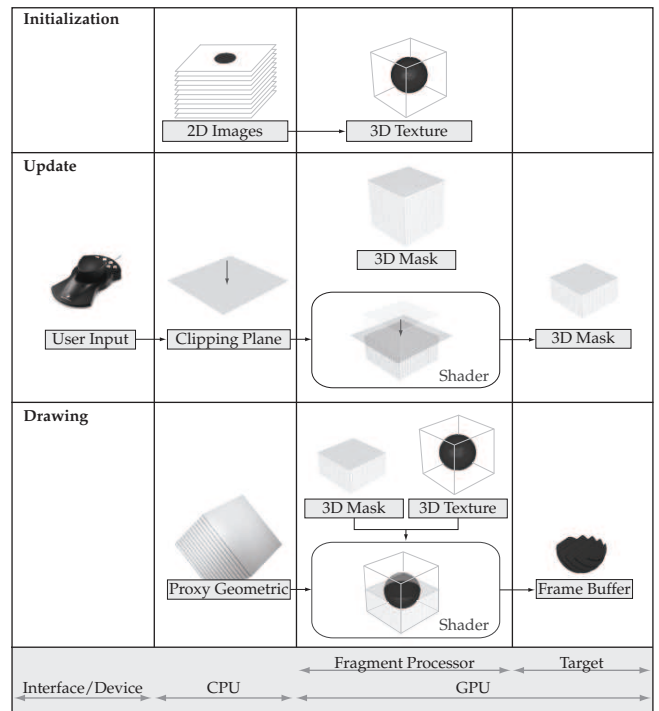 Initialization
2D Images
3D Texture
Update
3D Mask
User Input
Clipping Plane
3D Mask
Shader
Drawing
3D Mask
3D Texture
Proxy Geometric
Frame Buffer
Shader
Fragment Processor
Target
Interface/Device
CPU
GPU